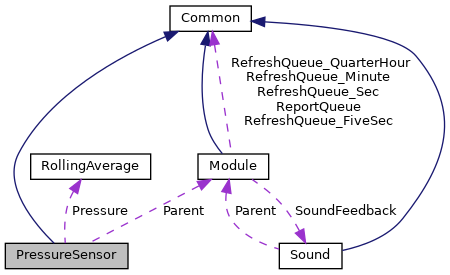 Common
RefreshQueue_QuarterHour
RefreshQueue_Minute
RefreshQueue_Sec
ReportQueue
RefreshQueue_FiveSec
RollingAverage
Module
Pressure
Parent
Parent
SoundFeedback
PressureSensor
Sound